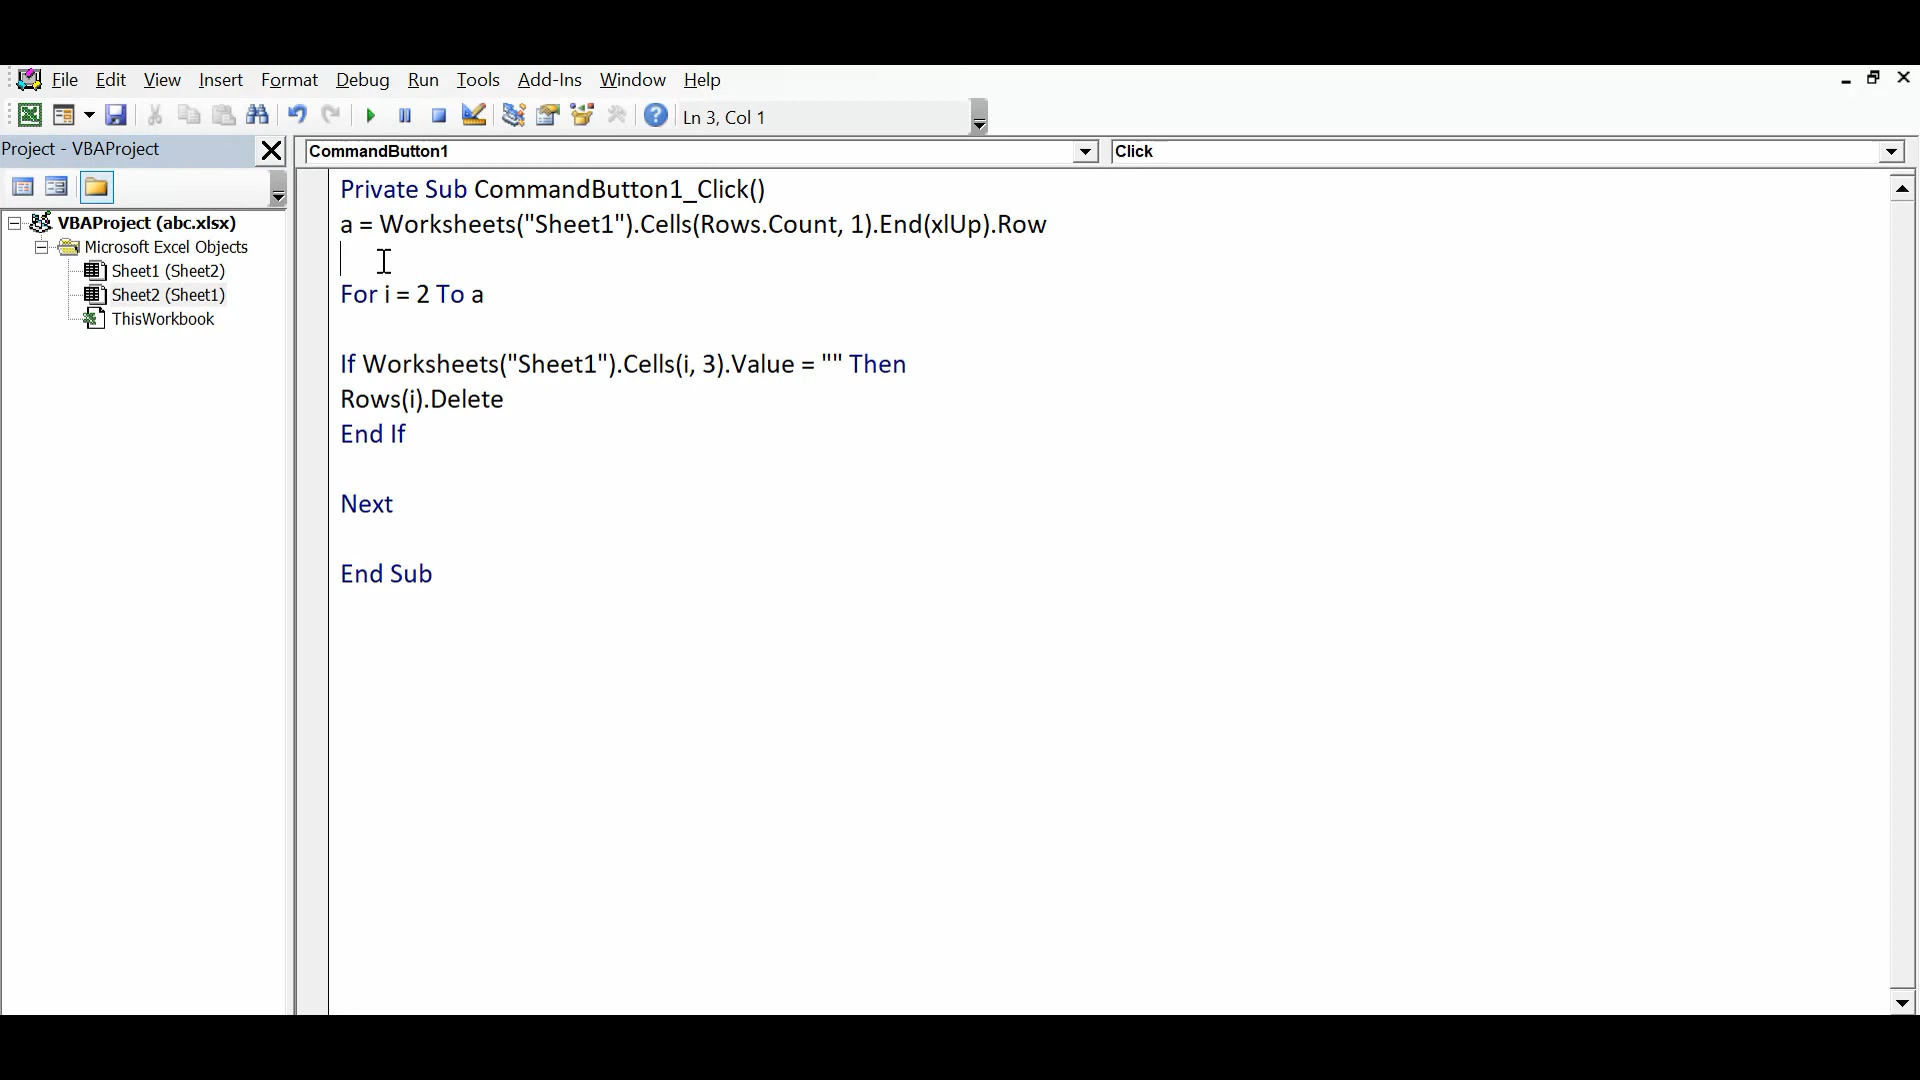 File Edit View Insert Format Debug Run Tools Add-Ins Window Help
Ln 3, Col 1
Project - VBAProject
CommandButton1
Click
VBAProject (abc.xlsx)
Microsoft Excel Objects
Sheet1 (Sheet2)
Sheet2 (Sheet1)
ThisWorkbook
Private Sub CommandButton1_Click()
a = Worksheets("Sheet1").Cells(Rows.Count, 1).End(xlUp).Row
For i = 2 To a
If Worksheets("Sheet1").Cells(i, 3).Value = "" Then
Rows(i).Delete
End If
Next
End Sub